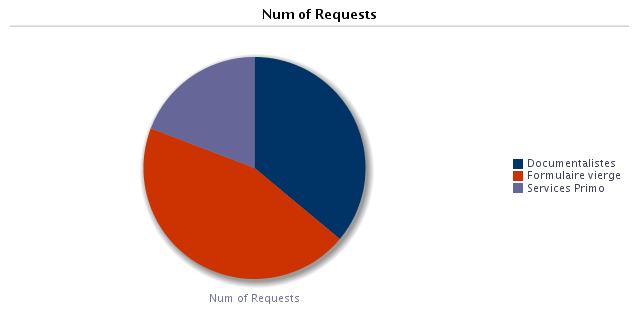 Num of Requests
Documentalistes
Formulaire vierge
Services Primo
Num of Requests